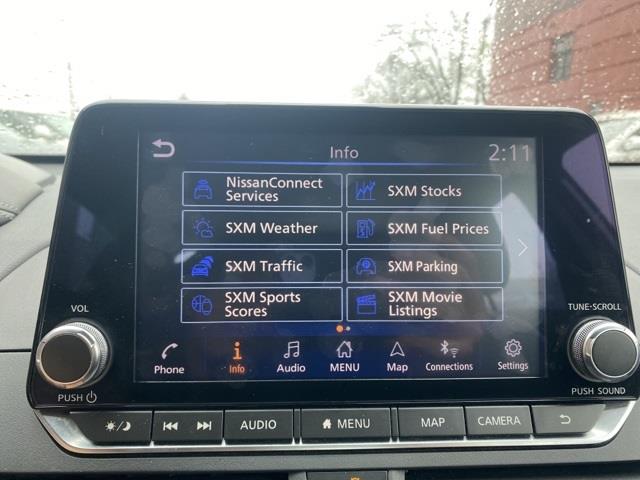 Info
2:11
NissanConnect
Services
SXM Stocks
SXM Weather
SXM Fuel Prices
SXM Traffic
SXM Parking
SXM Sports
Scores
SXM Movie
Listings
VOL
TUNE-SCROLL
Phone
Info
Audio
MENU
Map
Connections
Settings
PUSH
PUSH SOUND
AUDIO
MENU
MAP
CAMERA